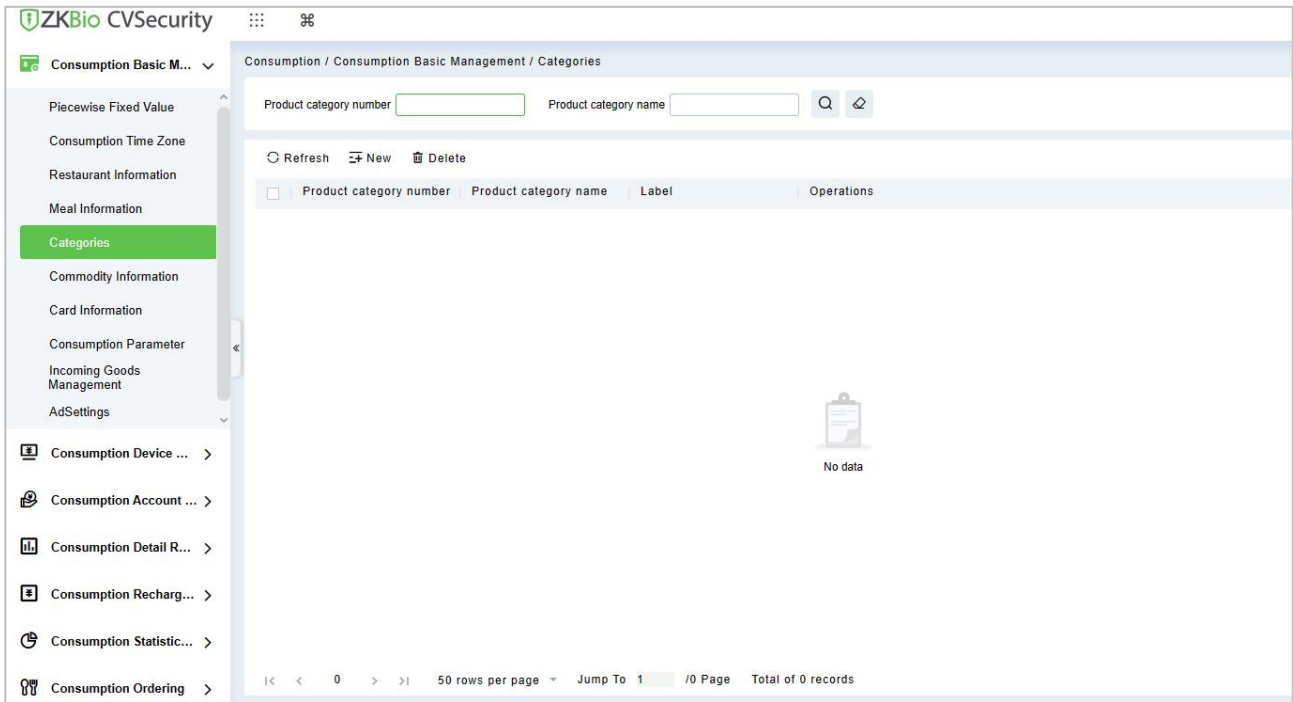 ZKBio CVSecurity
Consumption Basic M...
Consumption / Consumption Basic Management / Categories
Piecewise Fixed Value
Consumption Time Zone
Restaurant Information
Meal Information
Categories
Commodity Information
Card Information
Consumption Parameter
Incoming Goods
Management
AdSettings
Consumption Device ...
Consumption Account ...
Consumption Detail R...
Consumption Recharg...
Consumption Statistic...
Consumption Ordering
Product category number Product category name
Refresh New Delete
Product category number Product category name Label Operations
No data
0 50 rows per page Jump To 1 /0 Page Total of 0 records